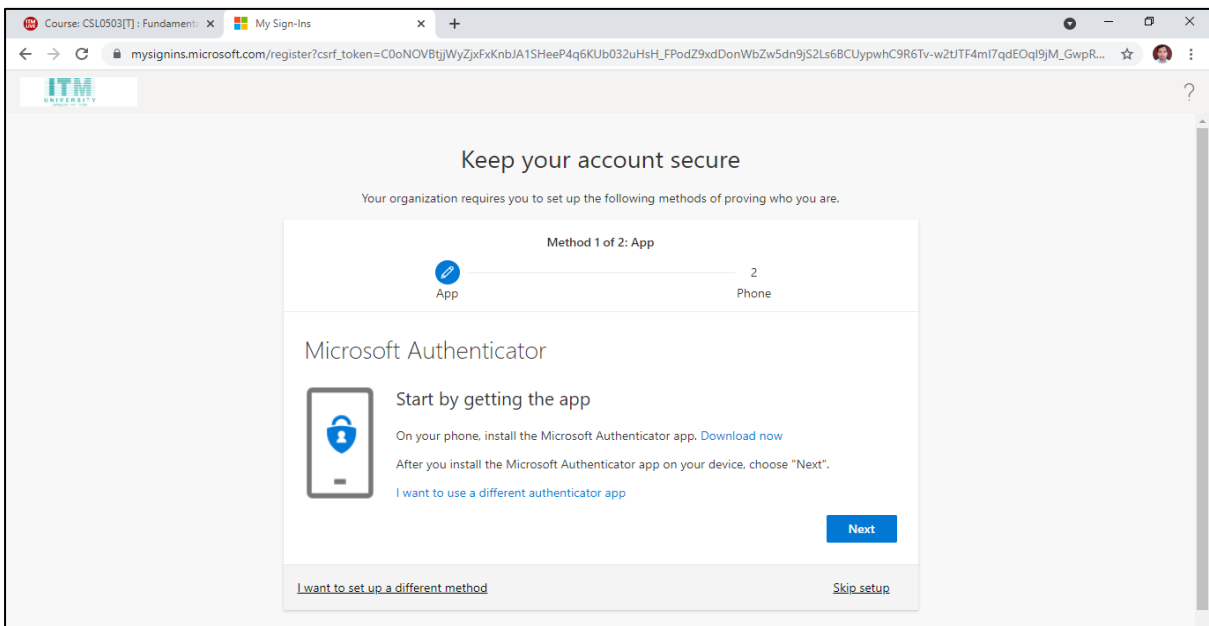 Course: CSL0503[T] : Fundament
My Sign-Ins
mysignins.microsoft.com/register?csrf_token=C0oNOVBtjjWyZjxFxKnbJA1SHeeP4q6KUb032uHsH_FPodZ9xdDonWbZw5dn9jS2Ls6BCUypwhC9R6Tv-w2tJTF4mI7qdEOqI9jM_GwpR...
ITM
UNIVERSITY
?
Keep your account secure
Your organization requires you to set up the following methods of proving who you are.
Method 1 of 2: App
2
App
Phone
Microsoft Authenticator
Start by getting the app
On your phone, install the Microsoft Authenticator app. Download now
After you install the Microsoft Authenticator app on your device, choose "Next".
I want to use a different authenticator app
Next
I want to set up a different method
Skip setup